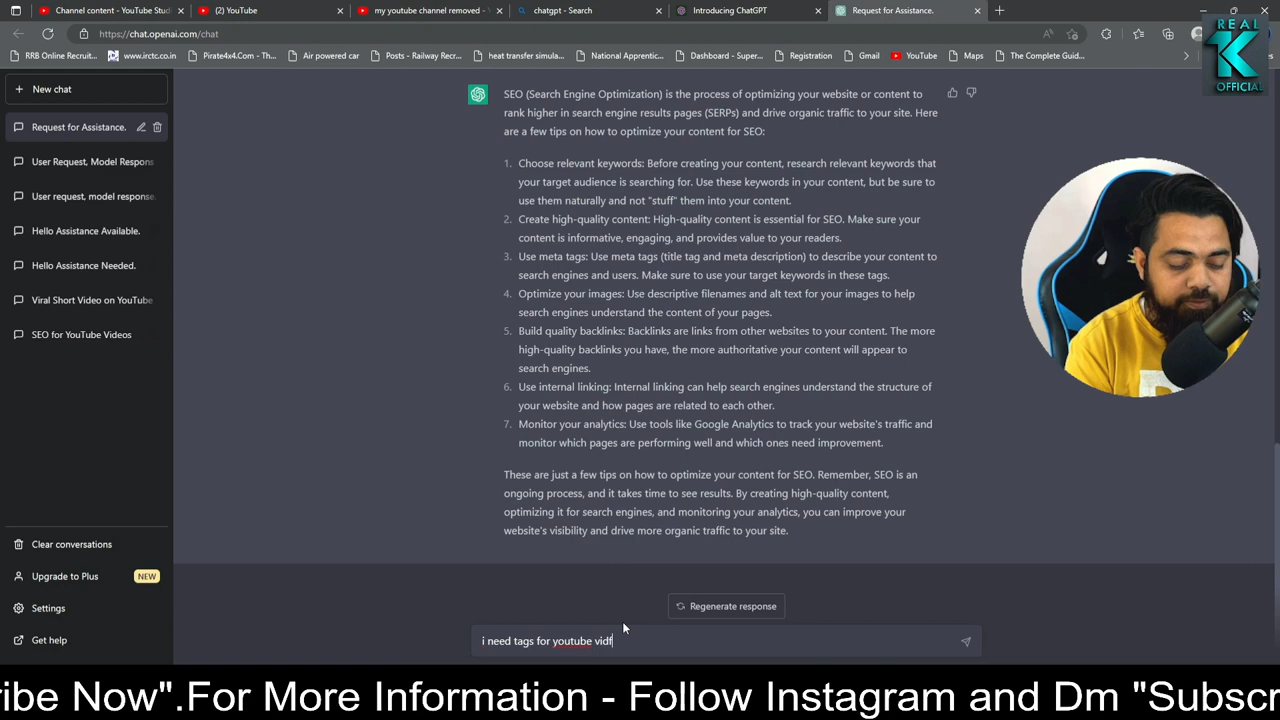 Channel content - YouTube Stud
(2) YouTube
my youtube channel removed -
chatgpt - Search
Introducing ChatGPT
Request for Assistance.
https://chat.openai.com/chat
RRB Online Recruit...
www.irctc.co.in
Pirate4x4.Com - Th...
Air powered car
Posts - Railway Recr...
heat transfer simula...
National Apprentic...
Dashboard - Super...
Registration
Gmail
YouTube
Maps
The Complete Guid...
REAL
K
OFFICIAL
New chat
Request for Assistance.
User Request, Model Respons
User request, model response.
Hello Assistance Available.
Hello Assistance Needed.
Viral Short Video on YouTube
SEO for YouTube Videos
Clear conversations
Upgrade to Plus
NEW
Settings
Get help
SEO (Search Engine Optimization) is the process of optimizing your website or content to
rank higher in search engine results pages (SERPs) and drive organic traffic to your site. Here
are a few tips on how to optimize your content for SEO:
1. Choose relevant keywords: Before creating your content, research relevant keywords that
your target audience is searching for. Use these keywords in your content, but be sure to
use them naturally and not "stuff" them into your content.
2. Create high-quality content: High-quality content is essential for SEO. Make sure your
content is informative, engaging, and provides value to your readers.
3. Use meta tags: Use meta tags (title tag and meta description) to describe your content to
search engines and users. Make sure to use your target keywords in these tags.
4. Optimize your images: Use descriptive filenames and alt text for your images to help
search engines understand the content of your pages.
5. Build quality backlinks: Backlinks are links from other websites to your content. The more
high-quality backlinks you have, the more authoritative your content will appear to
search engines.
6. Use internal linking: Internal linking can help search engines understand the structure of
your website and how pages are related to each other.
7. Monitor your analytics: Use tools like Google Analytics to track your website's traffic and
monitor which pages are performing well and which ones need improvement.
These are just a few tips on how to optimize your content for SEO. Remember, SEO is an
ongoing process, and it takes time to see results. By creating high-quality content,
optimizing it for search engines, and monitoring your analytics, you can improve your
website's visibility and drive more organic traffic to your site.
Regenerate response
i need tags for youtube vidf
ribe Now".For More Information - Follow Instagram and Dm "Subscr